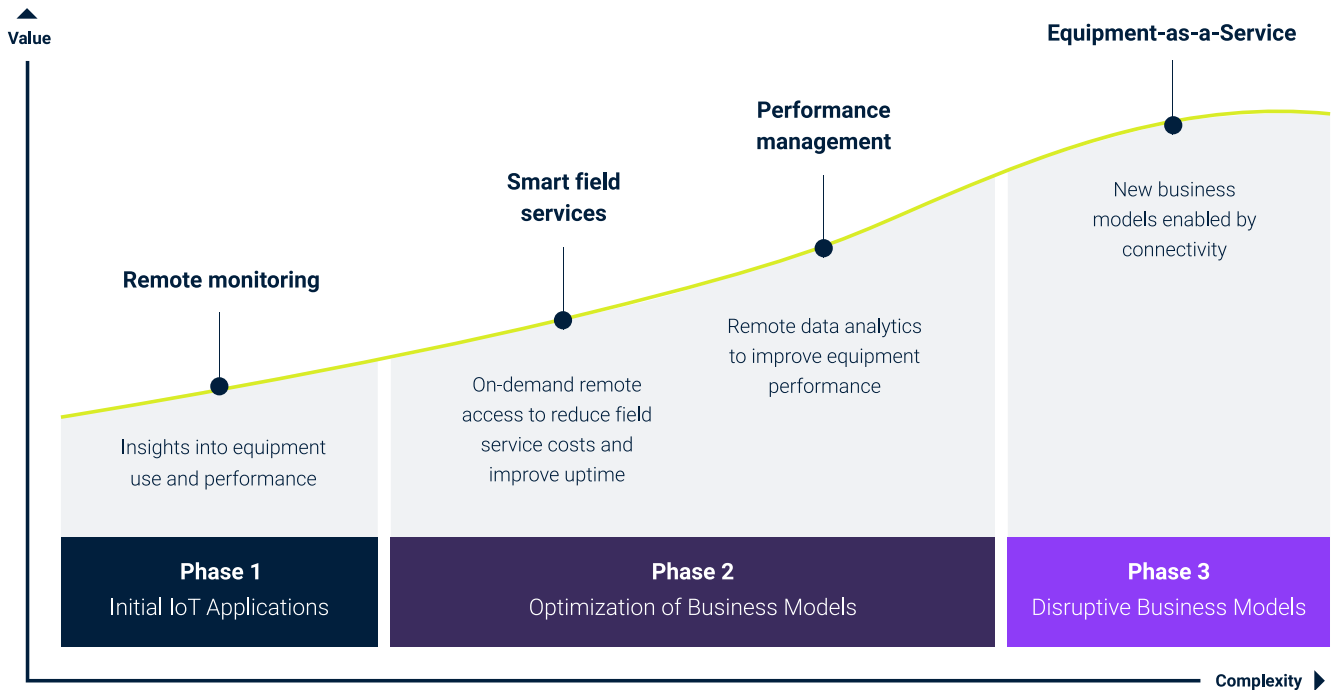 Value
Equipment-as-a-Service
Performance
management
Smart field
services
Remote monitoring
New business
models enabled by
connectivity
Remote data analytics
to improve equipment
performance
On-demand remote
access to reduce field
service costs and
improve uptime
Insights into equipment
use and performance
Phase 1
Initial IoT Applications
Phase 2
Optimization of Business Models
Phase 3
Disruptive Business Models
Complexity